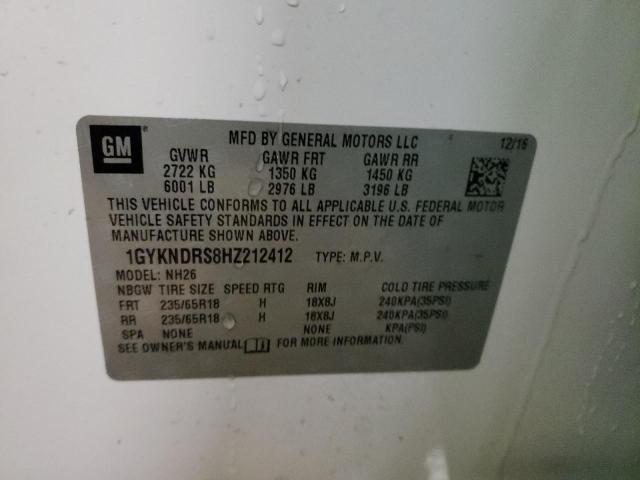 GM
MFD BY GENERAL MOTORS LLC 12/16
GVWR GAWR FRT GAWR RR
2722 KG 1350 KG 1450 KG
6001 LB 2976 LB 3196 LB
THIS VEHICLE CONFORMS TO ALL APPLICABLE U.S. FEDERAL MOTOR
VEHICLE SAFETY STANDARDS IN EFFECT ON THE DATE OF
MANUFACTURE SHOWN ABOVE.
1GYKNDRS8HZ212412 TYPE: M.P.V.
MODEL: NH26
NBGW TIRE SIZE SPEED RTG RIM COLD TIRE PRESSURE
FRT 235/65R18 H 18X8J 240KPA(35PSI)
RR 235/65R18 H 18X8J 240KPA(35PSI)
SPA NONE NONE KPA(PSI)
SEE OWNER'S MANUAL FOR MORE INFORMATION.